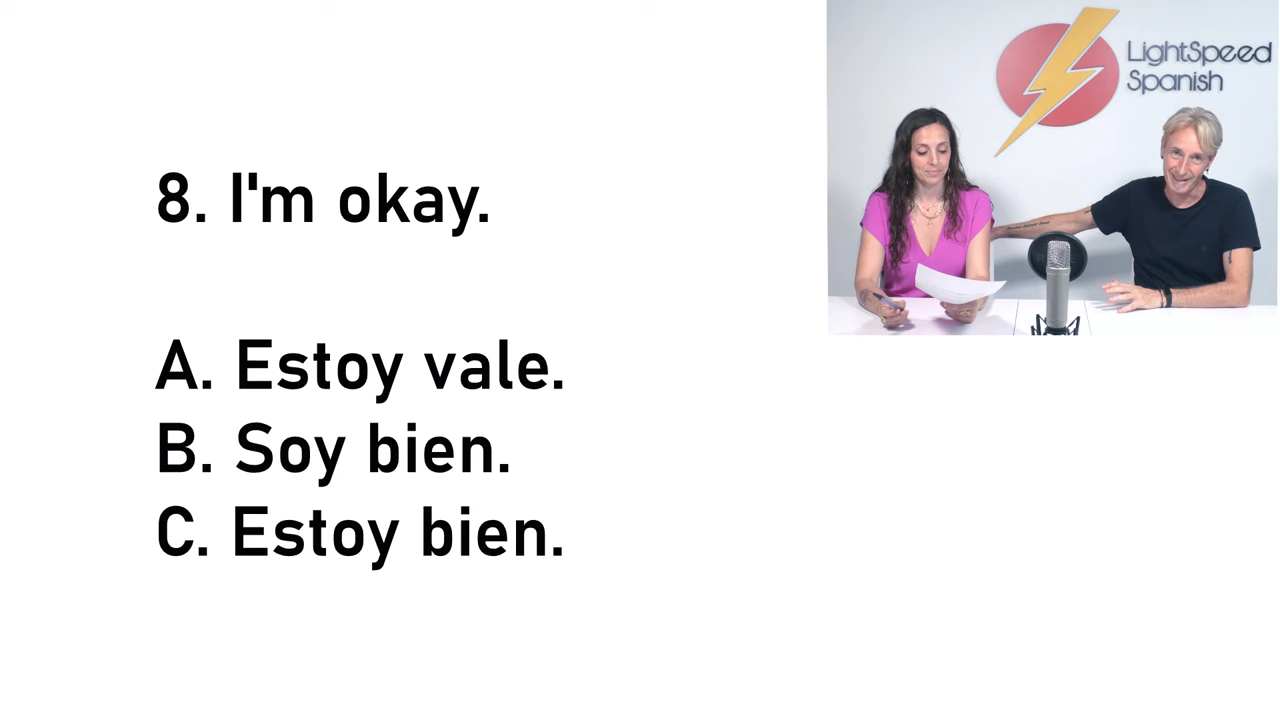 8. I'm okay.
A. Estoy vale.
B. Soy bien.
C. Estoy bien.
LightSpeed
Spanish